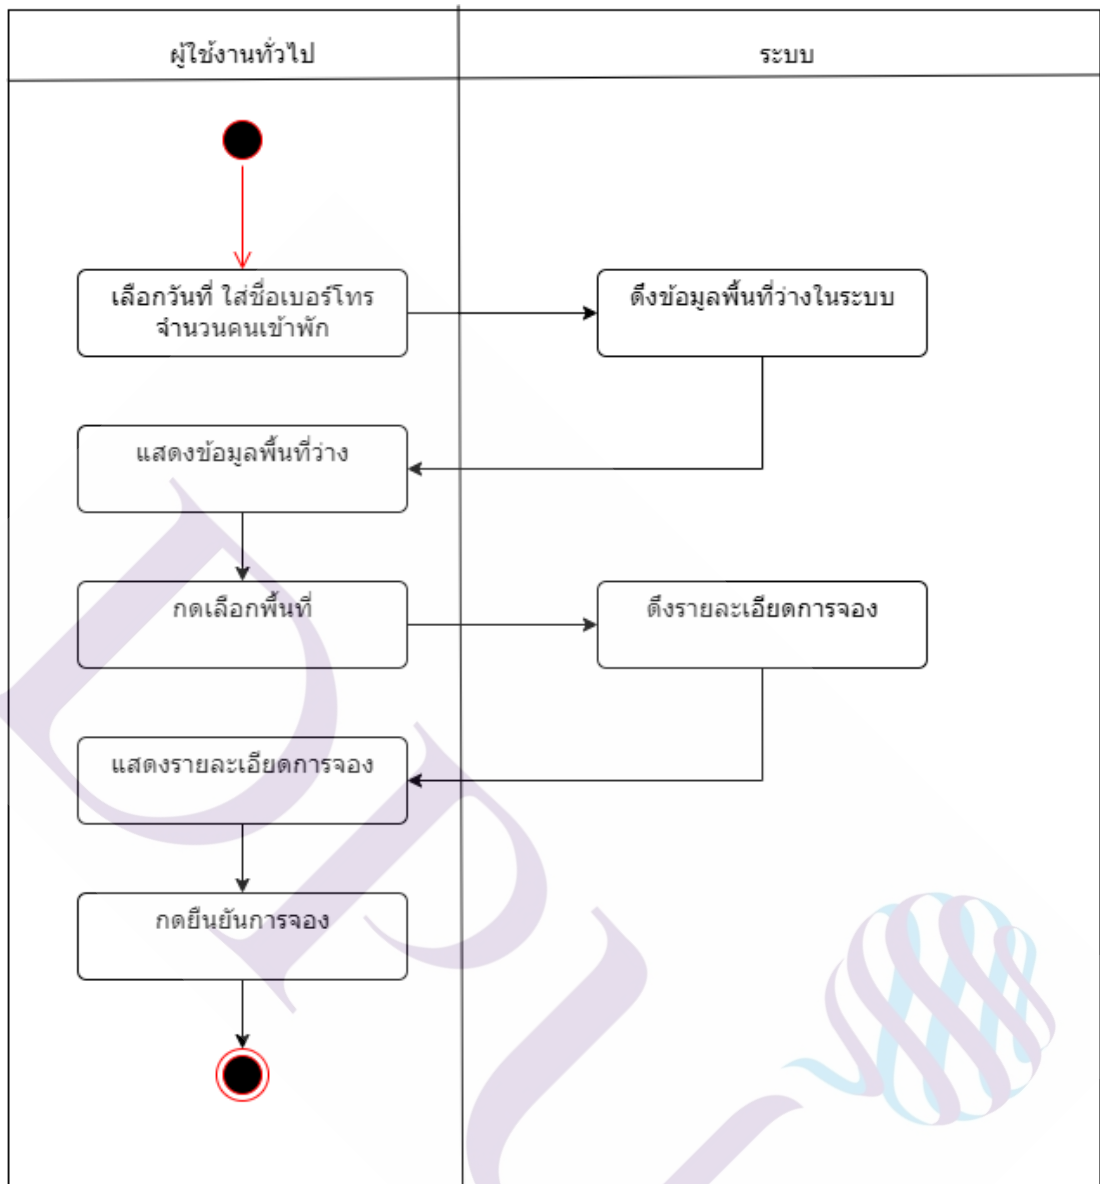 ผู้ใช้งานทั่วไป
ระบบ
เลือกวันที่ ใส่ชื่อเบอร์โทร
จำนวนคนเข้าพัก
ดึงข้อมูลพื้นที่ว่างในระบบ
แสดงข้อมูลพื้นที่ว่าง
กดเลือกพื้นที่
ดึงรายละเอียดการจอง
แสดงรายละเอียดการจอง
กดยืนยันการจอง
DPU